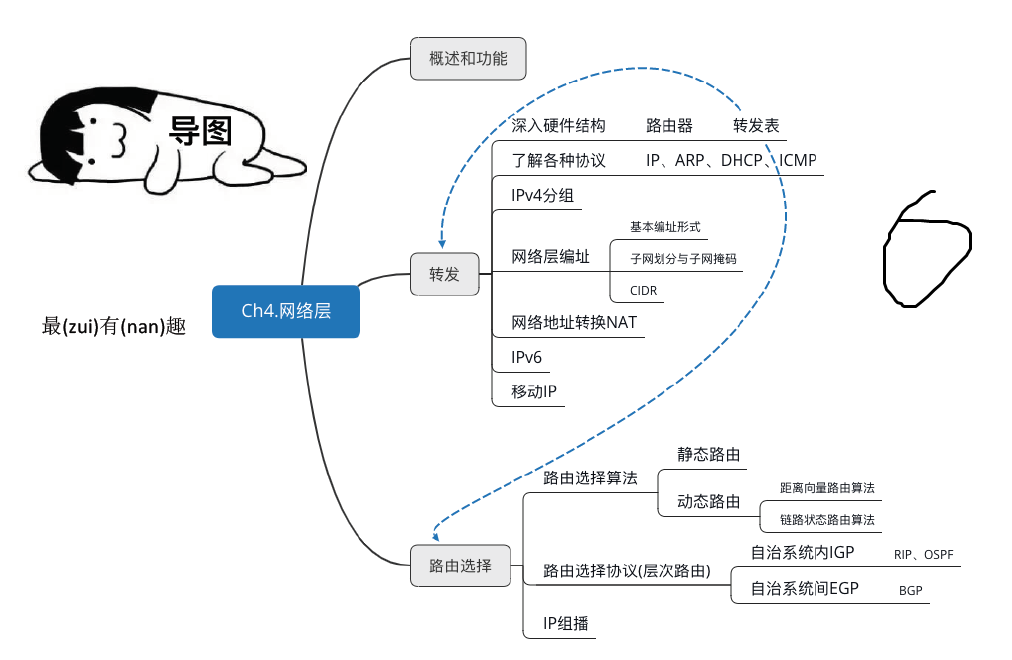 概述和功能
导图
深入硬件结构 路由器 转发表
了解各种协议 IP、ARP、DHCP、ICMP
IPv4分组
基本编址形式
网络层编址
子网划分与子网掩码
转发
CIDR
Ch4.网络层
最(zui)有(nan)趣
网络地址转换NAT
IPv6
移动IP
静态路由
路由选择算法
距离向量路由算法
动态路由
链路状态路由算法
自治系统内IGP RIP、OSPF
路由选择
路由选择协议(层次路由)
自治系统间EGP BGP
IP组播